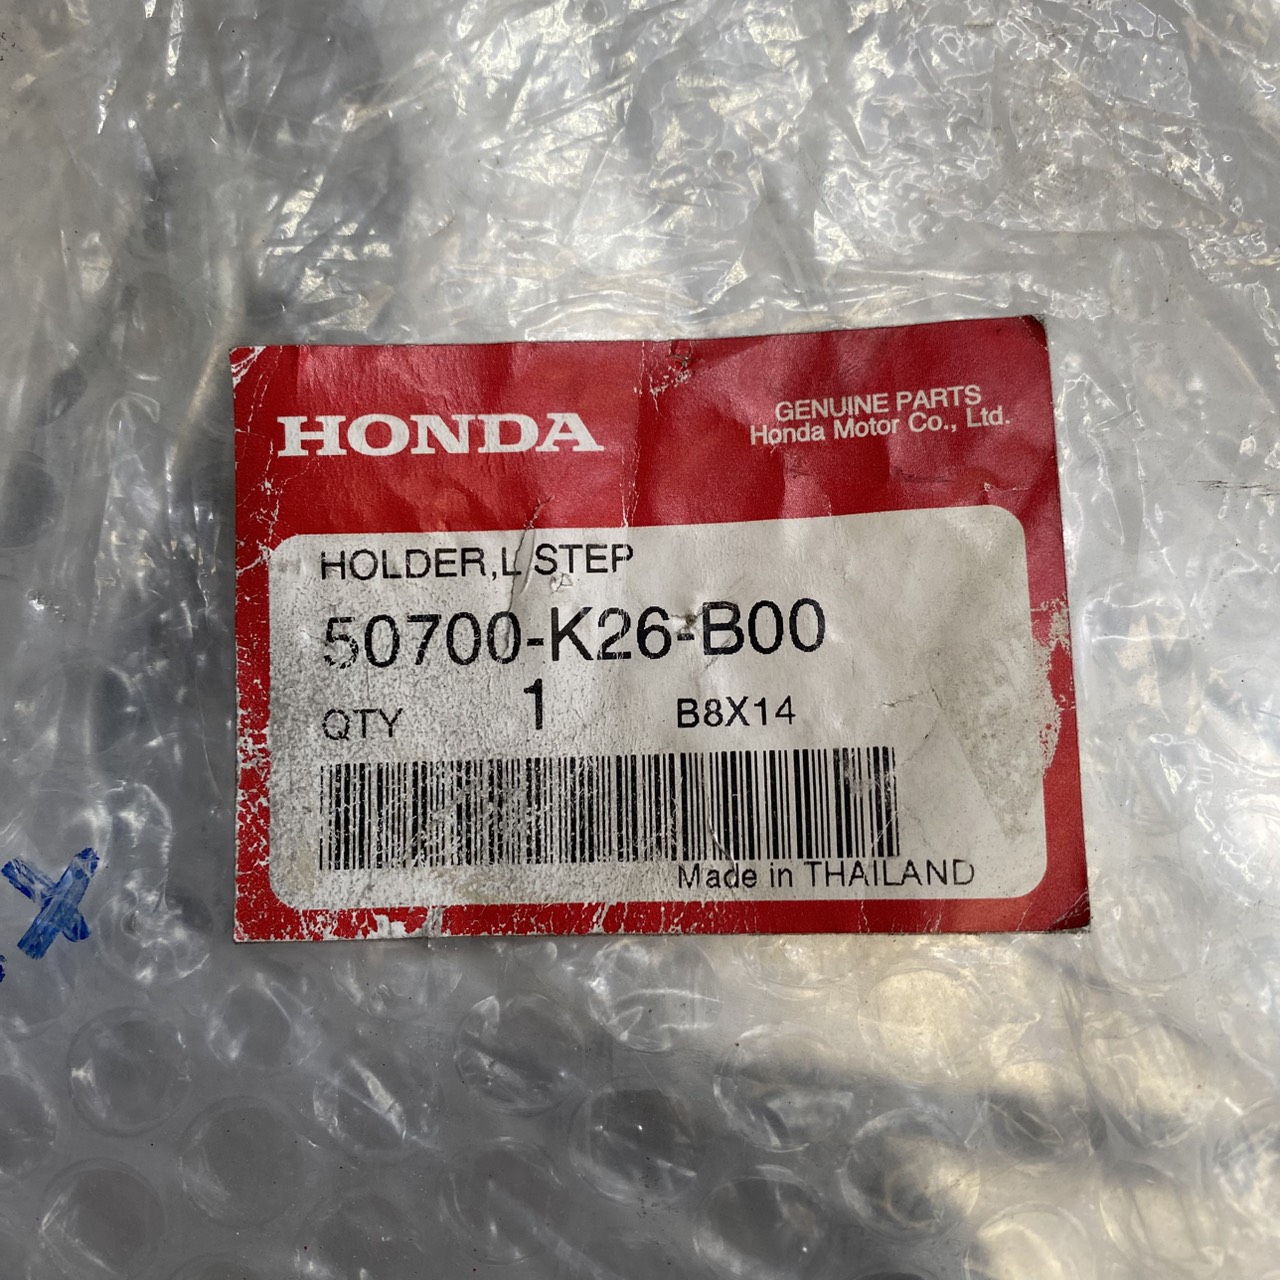 HONDA
GENUINE PARTS
Honda Motor Co., Ltd.
HOLDER,L STEP
50700-K26-B00
QTY 1 B8X14
Made in THAILAND
X